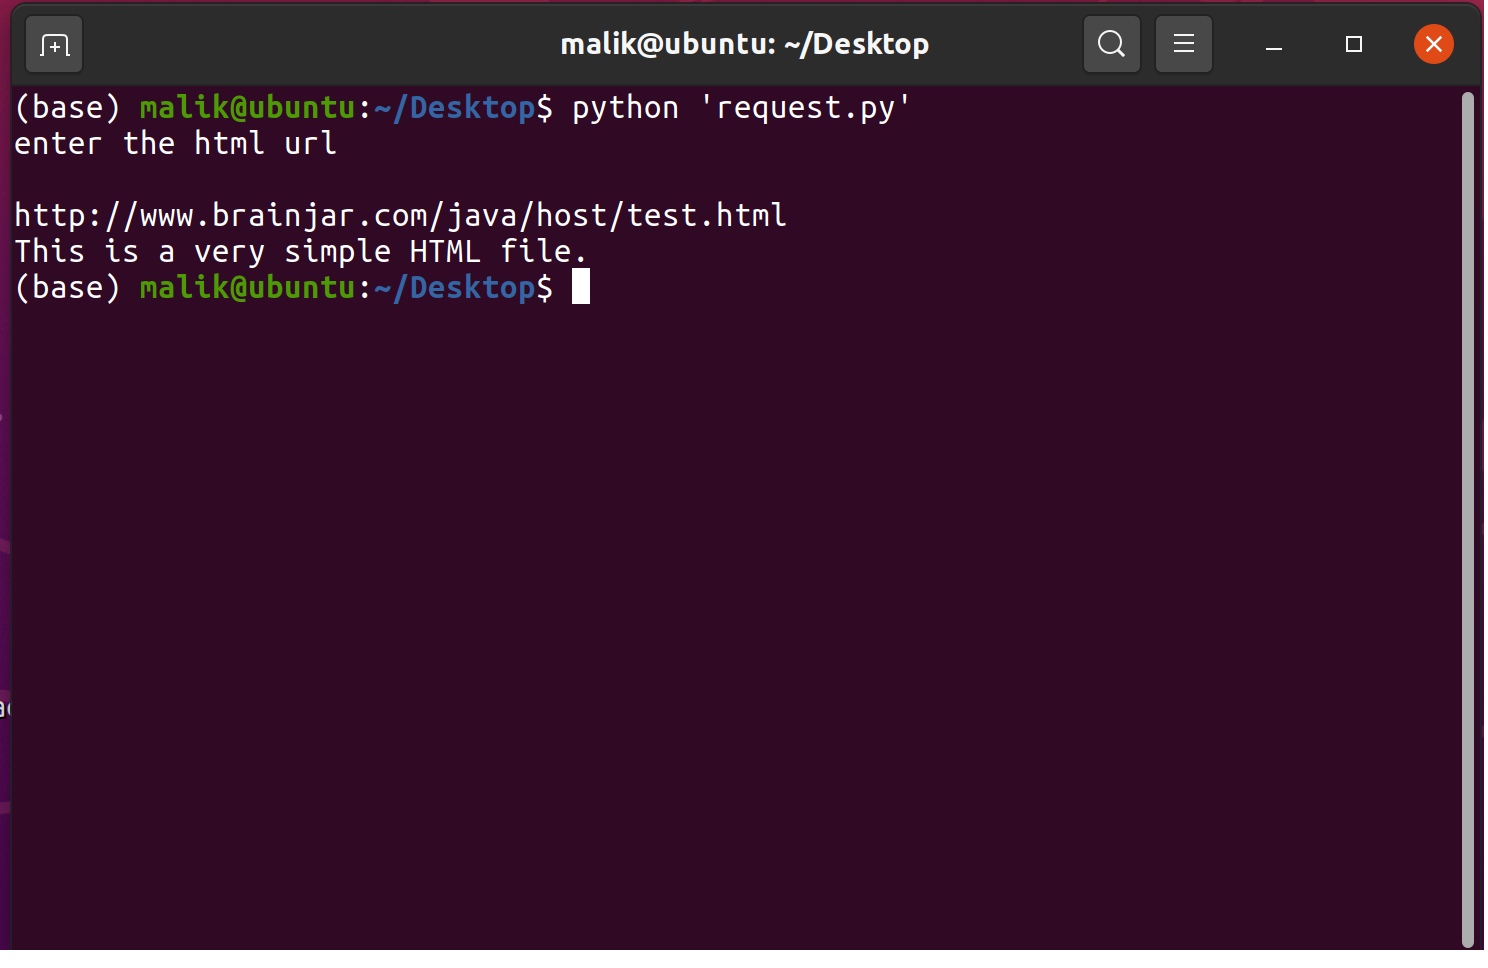 malik@ubuntu: ~/Desktop
(base) malik@ubuntu:~/Desktop$ python 'request.py'
enter the html url
http://www.brainjar.com/java/host/test.html
This is a very simple HTML file.
(base) malik@ubuntu:~/Desktop$